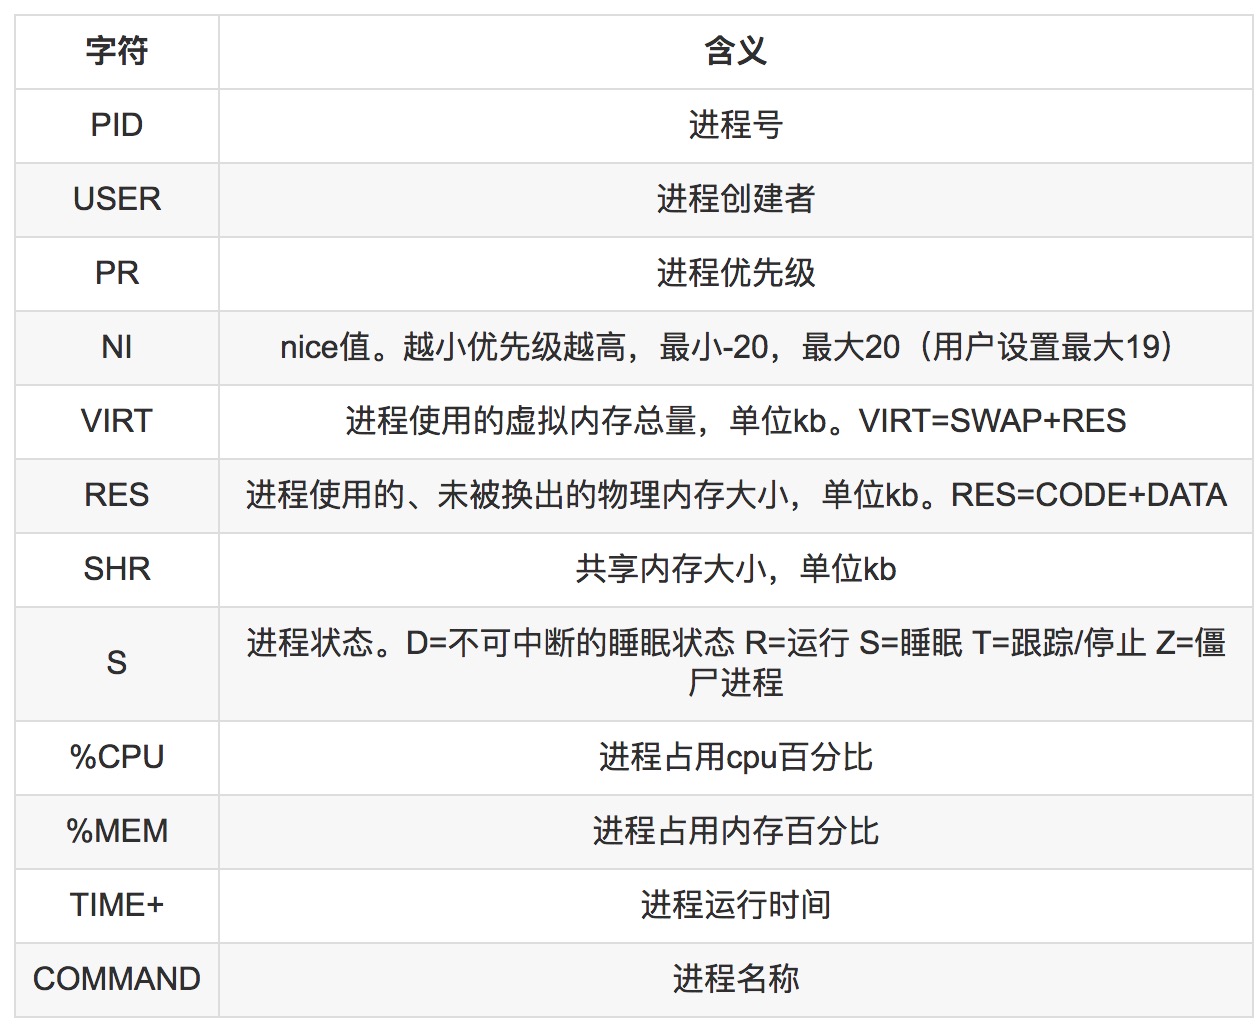 字符 含义
PID 进程号
USER 进程创建者
PR 进程优先级
NI nice值。越小优先级越高，最小-20，最大20（用户设置最大19）
VIRT 进程使用的虚拟内存总量，单位kb。VIRT=SWAP+RES
RES 进程使用的、未被换出的物理内存大小，单位kb。RES=CODE+DATA
SHR 共享内存大小，单位kb
S 进程状态。D=不可中断的睡眠状态 R=运行 S=睡眠 T=跟踪/停止 Z=僵
尸进程
%CPU 进程占用cpu百分比
%MEM 进程占用内存百分比
TIME+ 进程运行时间
COMMAND 进程名称